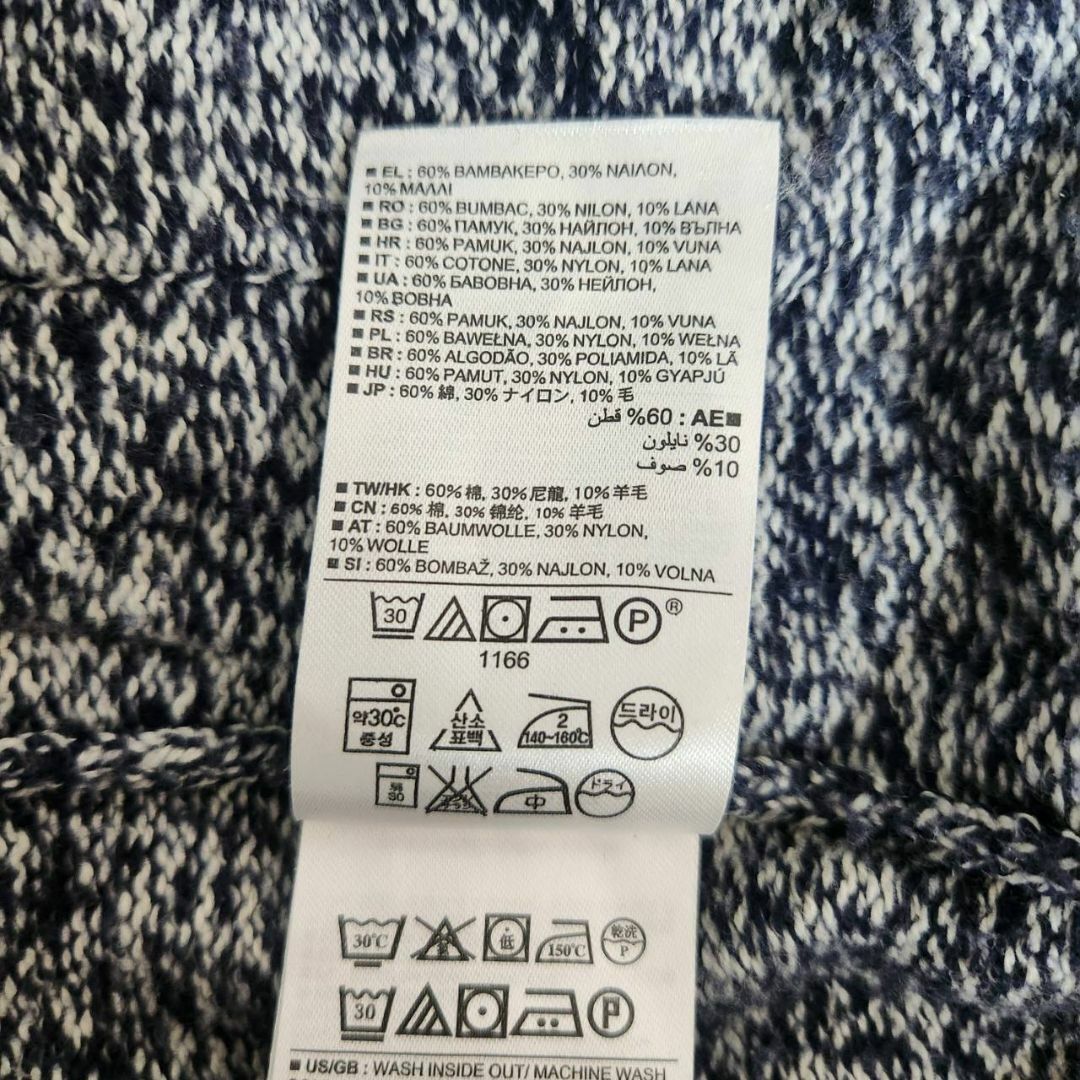 ■ EL : 60% ΒΑΜΒΑΚΕΡΟ, 30% ΝΑΙΛΟΝ,
10% ΜΑΛΛΙ
■ RO : 60% BUMBAC, 30% NILON, 10% LANA
■ BG : 60% ПАМУК, 30% НАЙЛОН, 10% ВЪЛНА
■ HR : 60% PAMUK, 30% NAJLON, 10% VUNA
■ IT : 60% COTONE, 30% NYLON, 10% LANA
■ UA : 60% БАВОВНА, 30% НЕЙЛОН,
10% ВОВНА
■ RS : 60% PAMUK, 30% NAJLON, 10% VUNA
■ PL : 60% BAWEŁNA, 30% NYLON, 10% WEŁNA
■ BR : 60% ALGODÃO, 30% POLIAMIDA, 10% LÃ
■ HU : 60% PAMUT, 30% NYLON, 10% GYAPJÚ
■ JP : 60% 綿, 30% ナイロン, 10% 毛
■AE : 60% قطن
30% نايلون
10% صوف
■ TW/HK : 60% 棉, 30% 尼龍, 10% 羊毛
■ CN : 60% 棉, 30% 锦纶, 10% 羊毛
■ AT : 60% BAUMWOLLE, 30% NYLON,
10% WOLLE
■ SI : 60% BOMBAŽ, 30% NAJLON, 10% VOLNA
30 P ®
1166
약30℃ 중성 산소 표백 2 140~160℃ 드라이
弱 30 中 ドライ
30℃ 低 150℃ 乾洗 P
30 P
■ US/GB : WASH INSIDE OUT/ MACHINE WASH